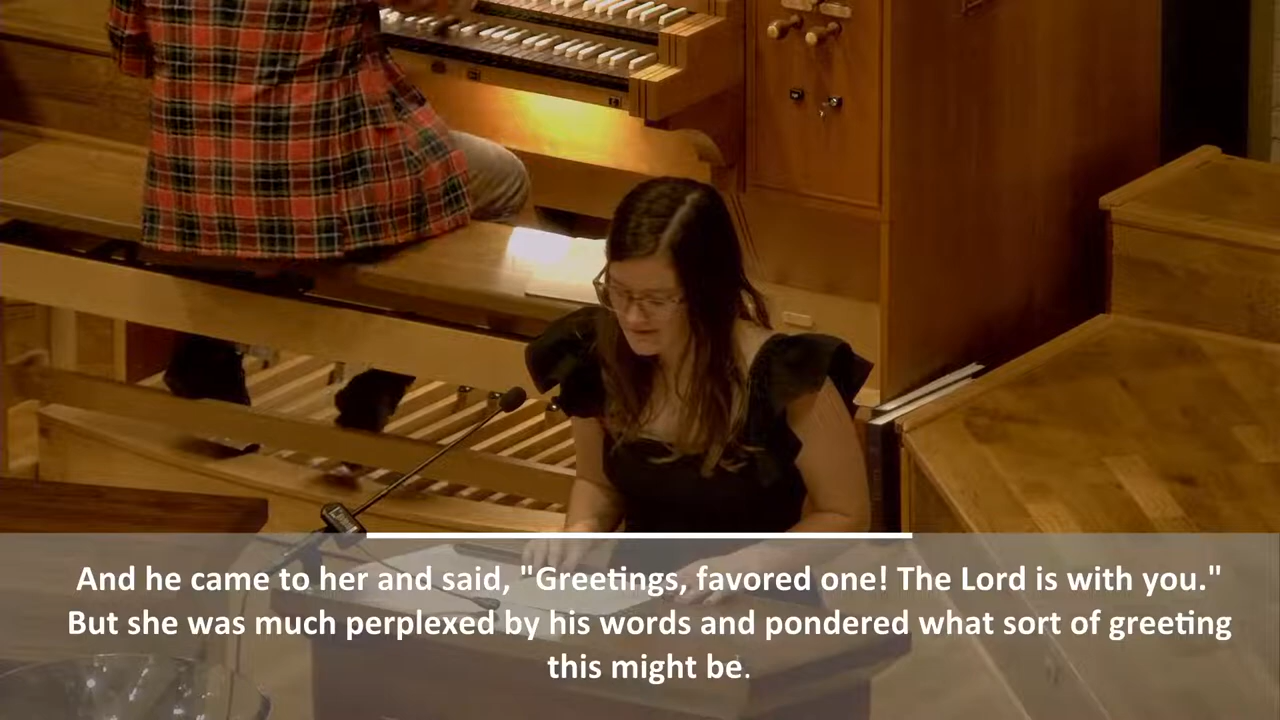 And he came to her and said, "Greetings, favored one! The Lord is with you."
But she was much perplexed by his words and pondered what sort of greeting
this might be.